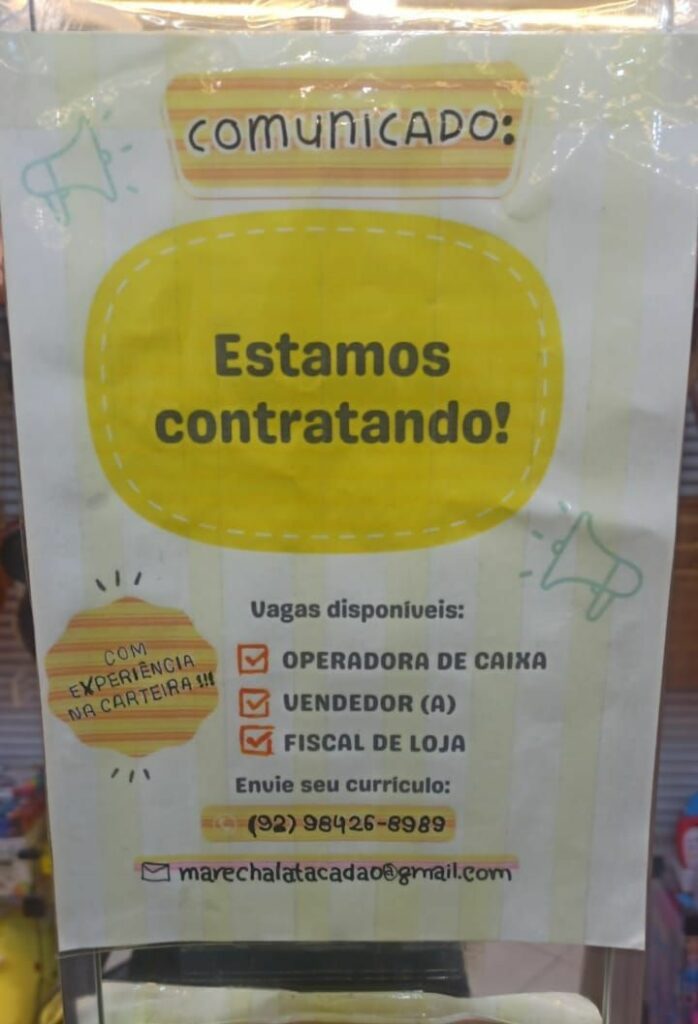 COMUNICADO:
Estamos
contratando!
Vagas disponíveis:
COM
EXPERIÊNCIA
NA CARTEIRA!!!
OPERADORA DE CAIXA
VENDEDOR (A)
FISCAL DE LOJA
Envie seu currículo:
(92) 98426-8989
marechalatacadao@gmail.com